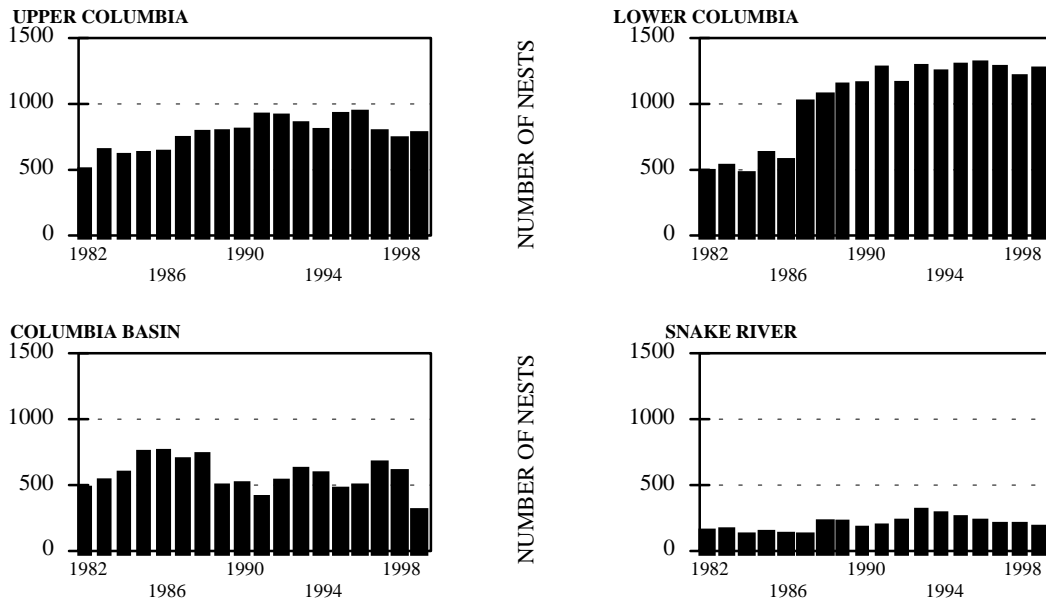 UPPER COLUMBIA
1500
1000
500
0
1982 1990 1998
1986 1994
NUMBER OF NESTS
LOWER COLUMBIA
1500
1000
500
0
1982 1990 1998
1986 1994
COLUMBIA BASIN
1500
1000
500
0
1982 1990 1998
1986 1994
NUMBER OF NESTS
SNAKE RIVER
1500
1000
500
0
1982 1990 1998
1986 1994